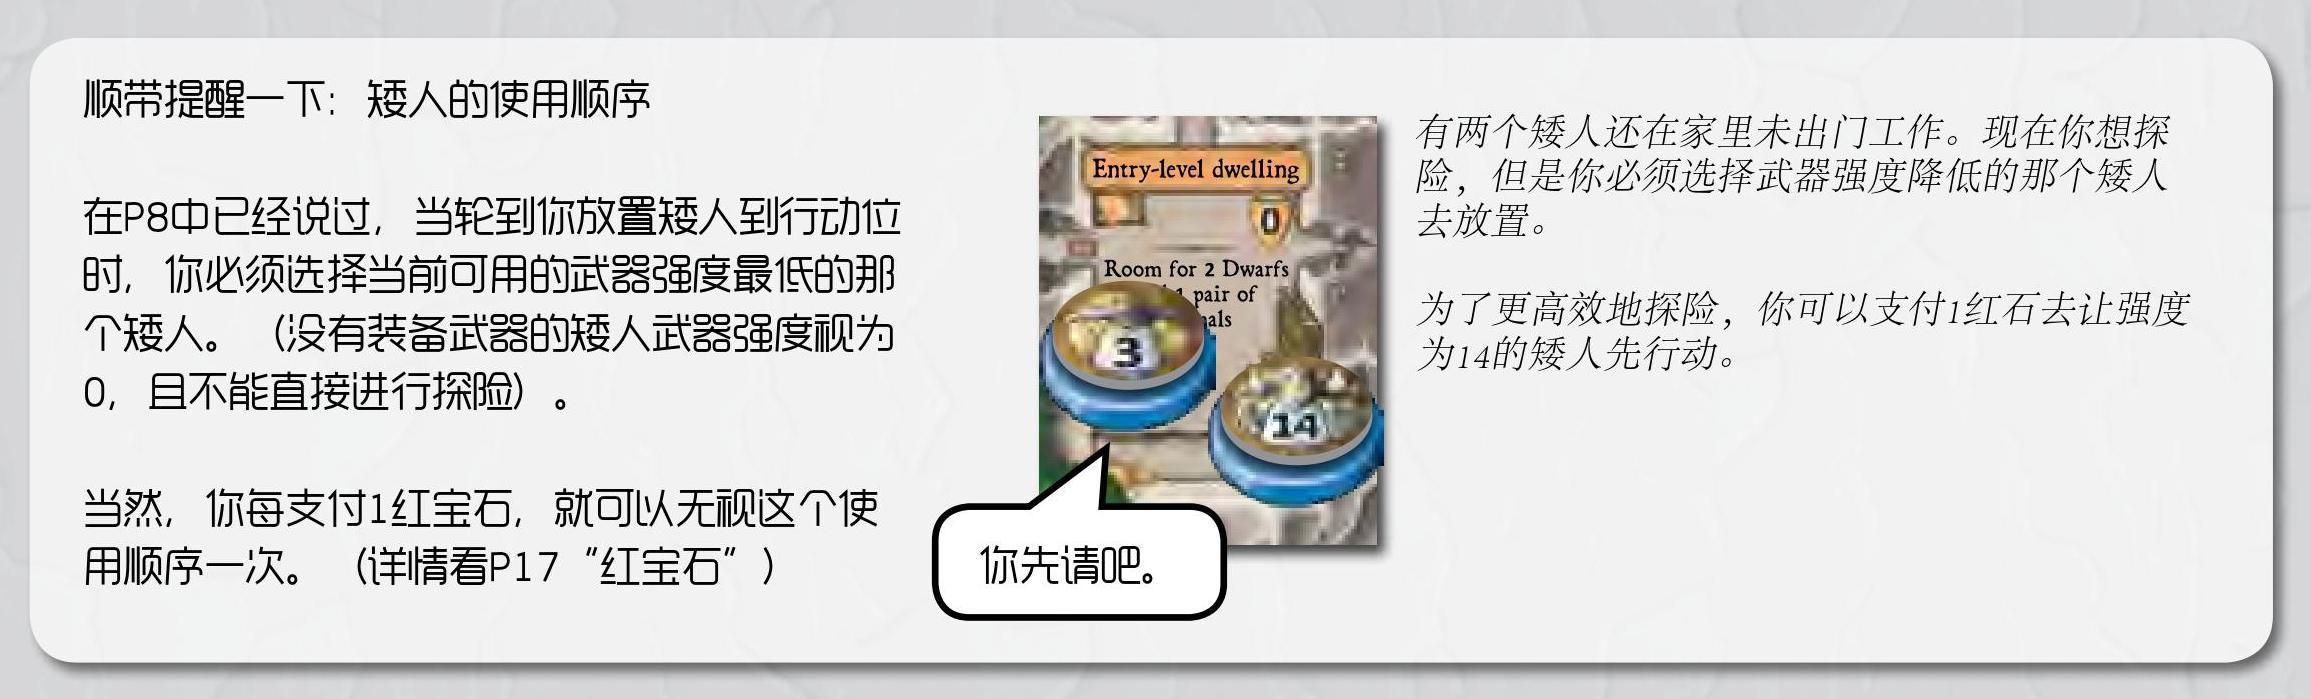 顺带提醒一下：矮人的使用顺序
在P8中已经说过，当轮到你放置矮人到行动位
时，你必须选择当前可用的武器强度最低的那
个矮人。（没有装备武器的矮人武器强度视为
0，且不能直接进行探险）。
当然，你每支付1红宝石，就可以无视这个使
用顺序一次。（详情看P17“红宝石”）
Entry-level dwelling
0
Room for 2 Dwarfs
1 pair of
3
14
你先请吧。
有两个矮人还在家里未出门工作。现在你想探
险，但是你必须选择武器强度降低的那个矮人
去放置。
为了更高效地探险，你可以支付1红石去让强度
为14的矮人先行动。